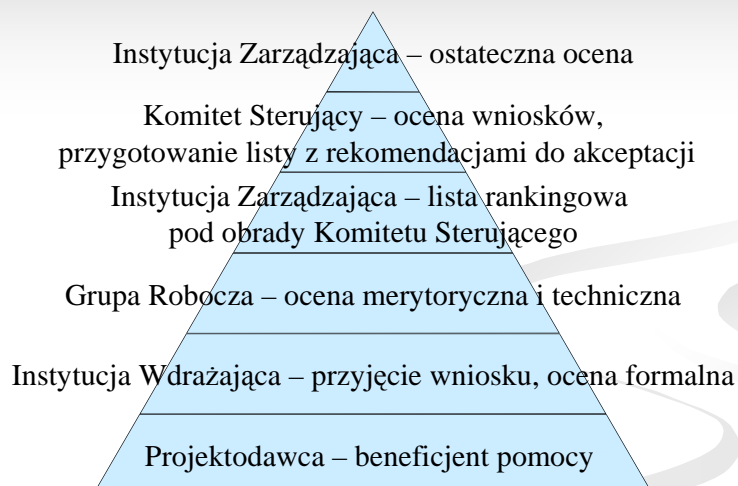 Instytucja Zarządzająca – ostateczna ocena
Komitet Sterujący – ocena wniosków,
przygotowanie listy z rekomendacjami do akceptacji
Instytucja Zarządzająca – lista rankingowa
pod obrady Komitetu Sterującego
Grupa Robocza – ocena merytoryczna i techniczna
Instytucja Wdrażająca – przyjęcie wniosku, ocena formalna
Projektodawca – beneficjent pomocy